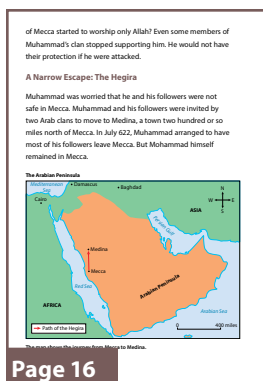 of Mecca started to worship only Allah? Even some members of
Muhammad's clan stopped supporting him. He would not have
their protection if he were attacked.
A Narrow Escape: The Hegira
Muhammad was worried that he and his followers were not
safe in Mecca. Muhammad and his followers were invited by
two Arab clans to move to Medina, a town two hundred or so
miles north of Mecca. In July 622, Muhammad arranged to have
most of his followers leave Mecca. But Mohammad himself
remained in Mecca.
The Arabian Peninsula
Mediterranean
Sea
Damascus
Baghdad
Cairo
N
W
E
S
ASIA
Persian Gulf
Medina
Mecca
Red Sea
Arabian Peninsula
AFRICA
Arabian Sea
Path of the Hegira
0
400 miles
The map shows the journey from Mecca to Medina.
Page 16